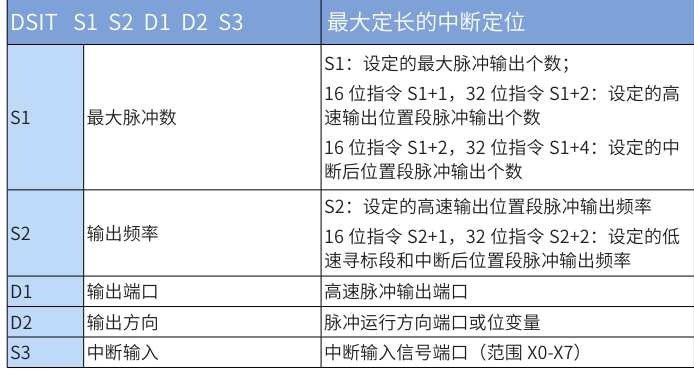 DSIT S1 S2 D1 D2 S3
最大定长的中断定位
S1
最大脉冲数
S1：设定的最大脉冲输出个数；
16 位指令 S1+1，32 位指令 S1+2：设定的高
速输出位置段脉冲输出个数
16 位指令 S1+2，32 位指令 S1+4：设定的中
断后位置段脉冲输出个数
S2
输出频率
S2：设定的高速输出位置段脉冲输出频率
16 位指令 S2+1，32 位指令 S2+2：设定的低
速寻标段和中断后位置段脉冲输出频率
D1
输出端口
高速脉冲输出端口
D2
输出方向
脉冲运行方向端口或位变量
S3
中断输入
中断输入信号端口（范围 X0-X7）